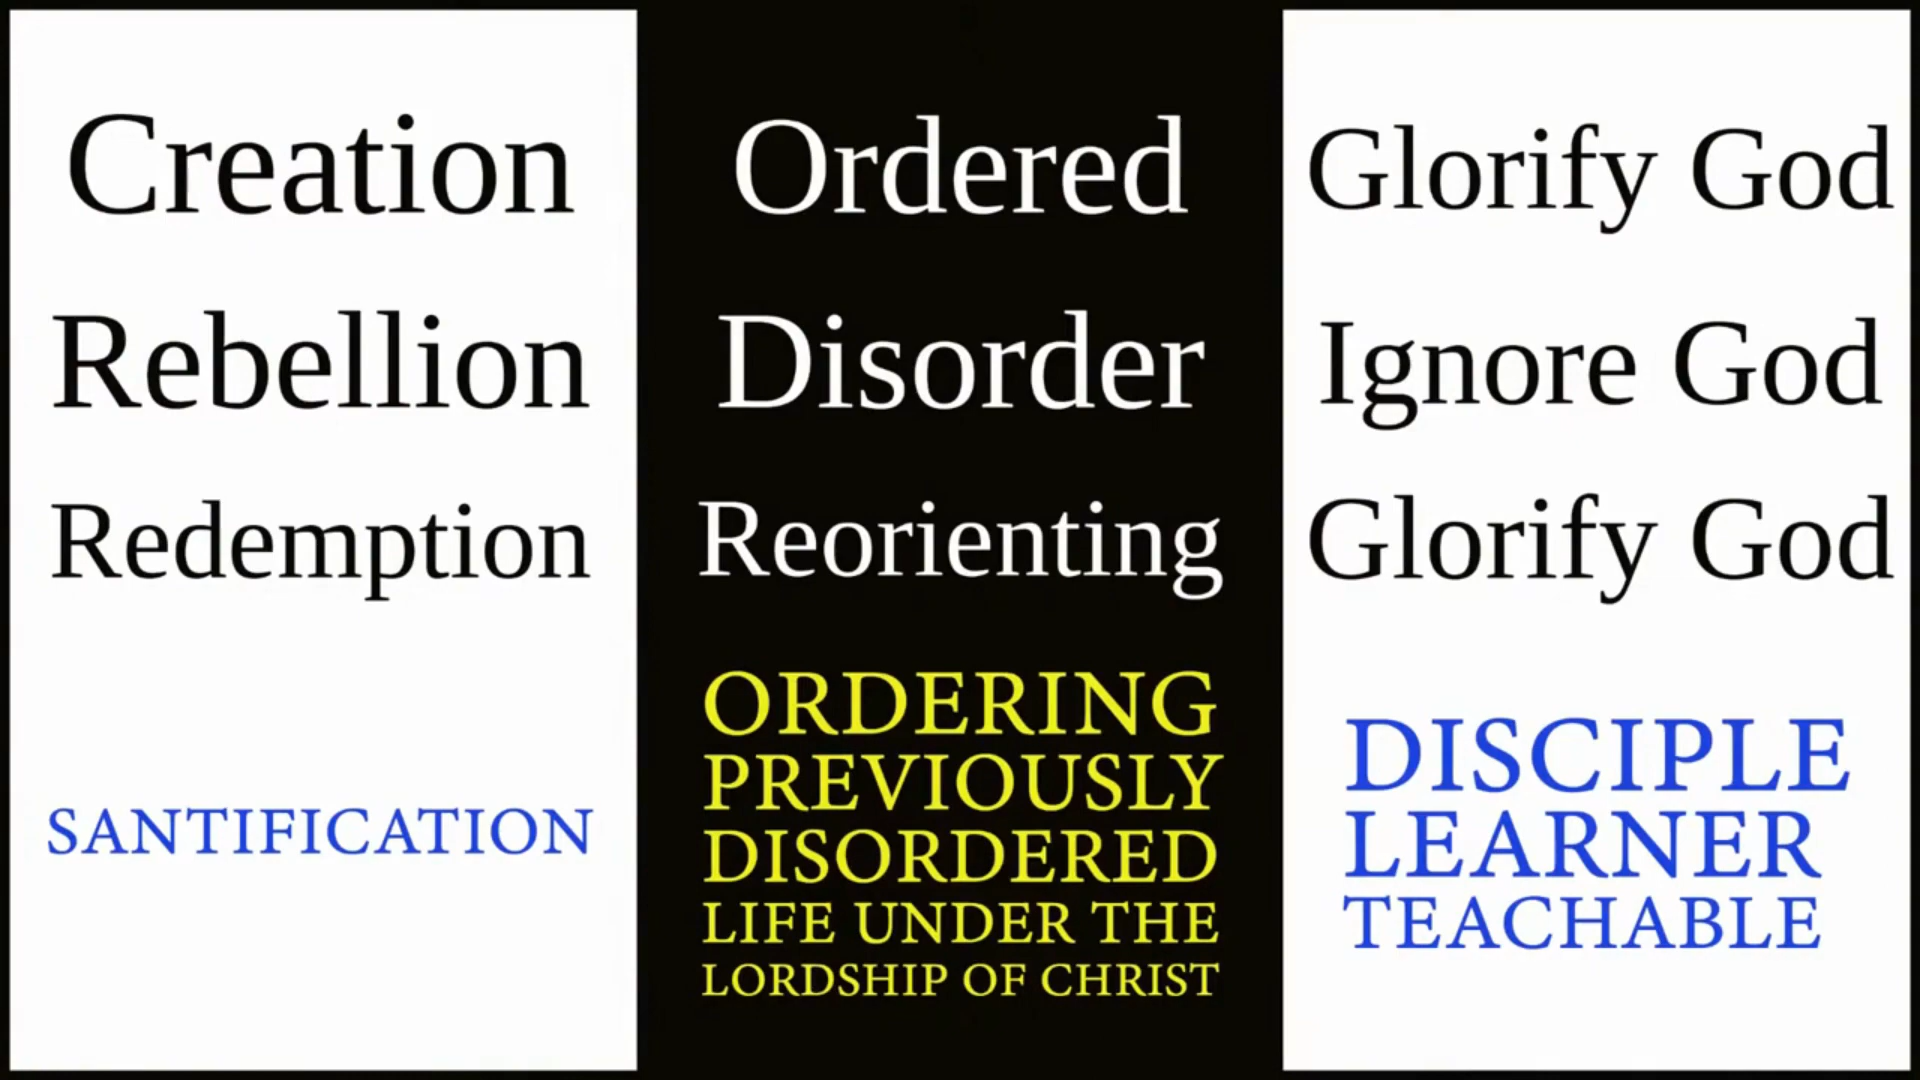 Creation
Rebellion
Redemption
SANTIFICATION
Ordered
Disorder
Reorienting
ORDERING
PREVIOUSLY
DISORDERED
LIFE UNDER THE
LORDSHIP OF CHRIST
Glorify God
Ignore God
Glorify God
DISCIPLE
LEARNER
TEACHABLE